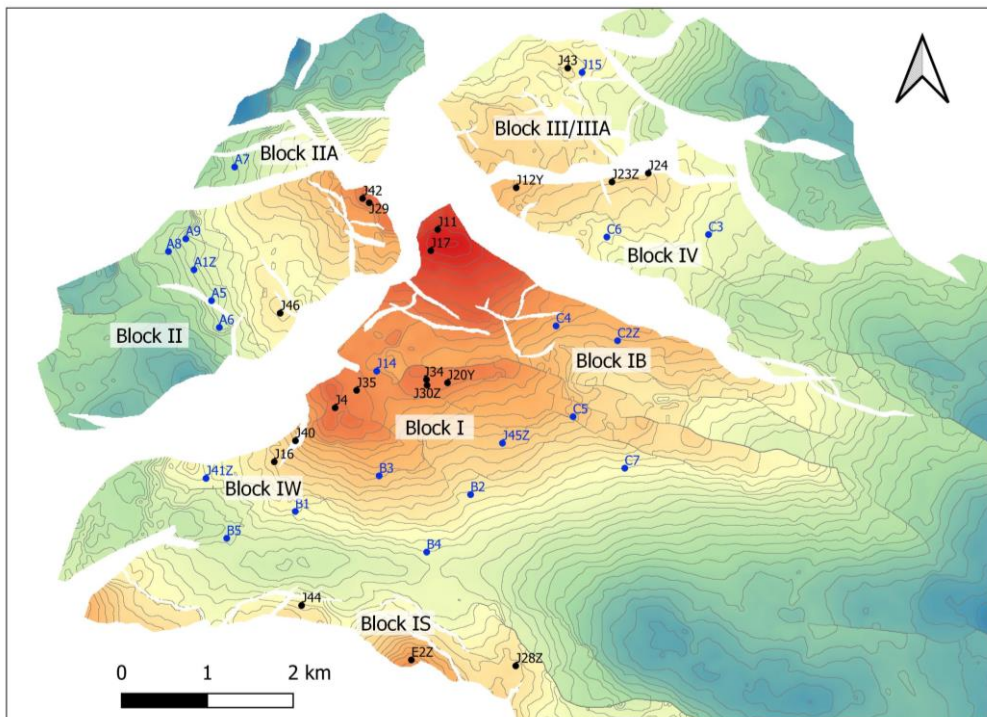 J43
J15
Block III/IIIA
Block IIA
A7
J24
J23Z
J12Y
J42
J29
J11
C6
C3
A9
A8
J17
Block IV
A1Z
A5
J46
A6
Block II
C4
C2Z
Block IB
J14
J34
J20Y
J35
J30Z
J4
C5
Block I
J40
J45Z
J16
J41Z
B3
C7
Block IW
B2
B1
B5
B4
J44
Block IS
E2Z
J28Z
0 1 2 km